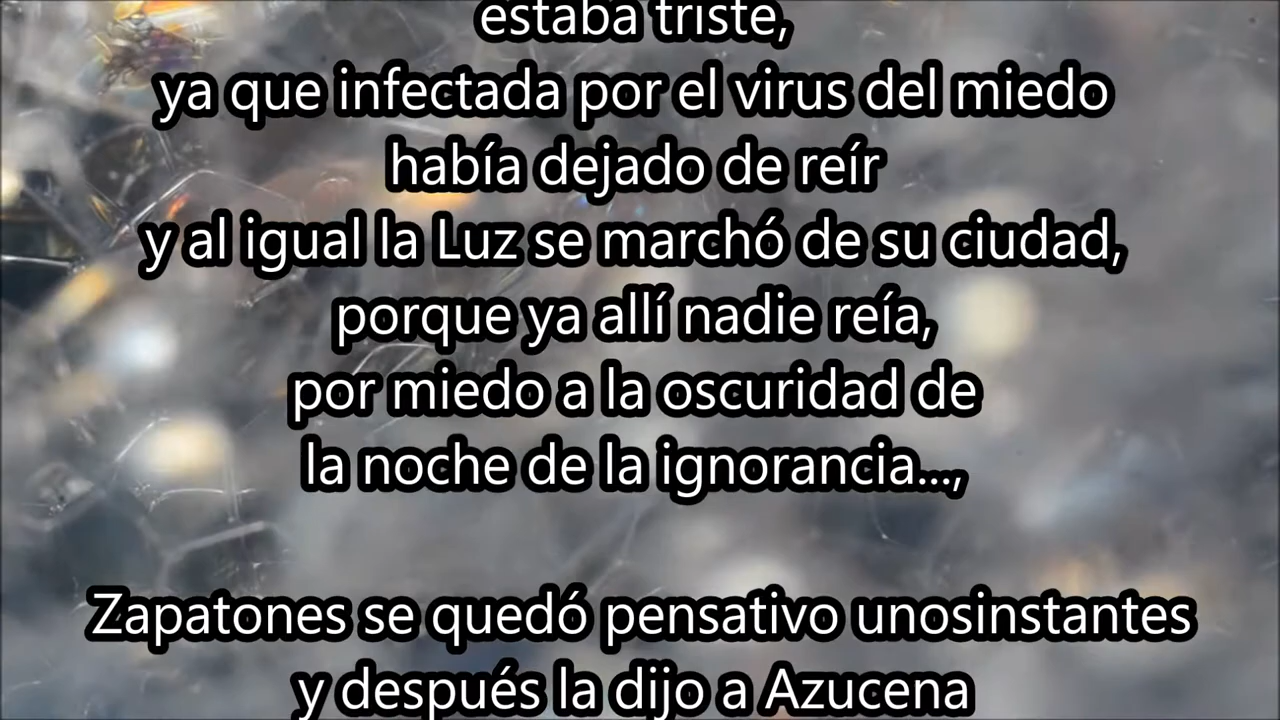 estaba triste,
ya que infectada por el virus del miedo
había dejado de reír
y al igual la Luz se marchó de su ciudad,
porque ya allí nadie reía,
por miedo a la oscuridad de
la noche de la ignorancia...,
Zapatones se quedó pensativo unosinstantes
y después la dijo a Azucena